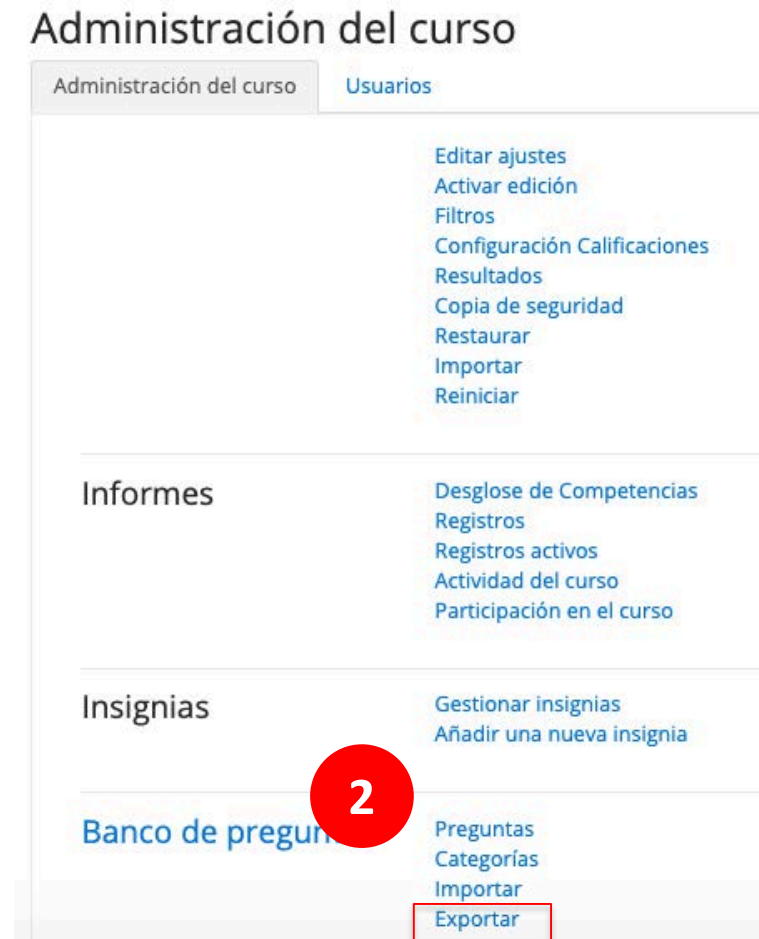 Administración del curso
Administración del curso Usuarios
Editar ajustes
Activar edición
Filtros
Configuración Calificaciones
Resultados
Copia de seguridad
Restaurar
Importar
Reiniciar
Informes
Desglose de Competencias
Registros
Registros activos
Actividad del curso
Participación en el curso
Insignias
Gestionar insignias
Añadir una nueva insignia
2
Banco de
Preguntas
Categorías
Importar
Exportar